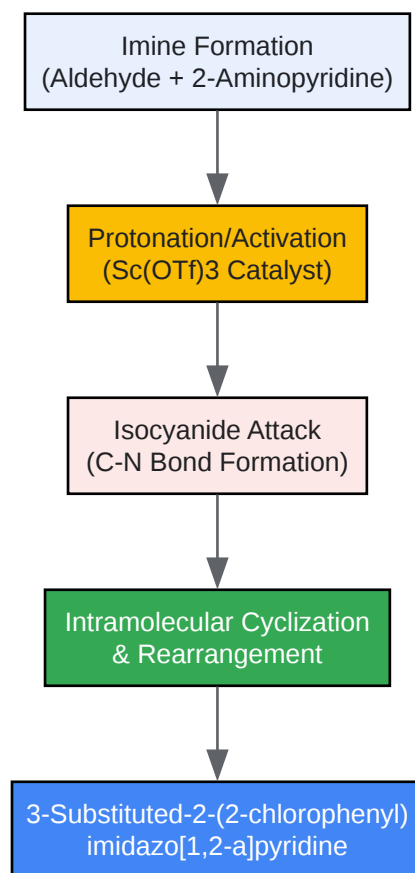 Imine Formation
(Aldehyde + 2-Aminopyridine)
Protonation/Activation
(Sc(OTf)3 Catalyst)
Isocyanide Attack
(C-N Bond Formation)
Intramolecular Cyclization
& Rearrangement
3-Substituted-2-(2-chlorophenyl)
imidazo[1,2-a]pyridine